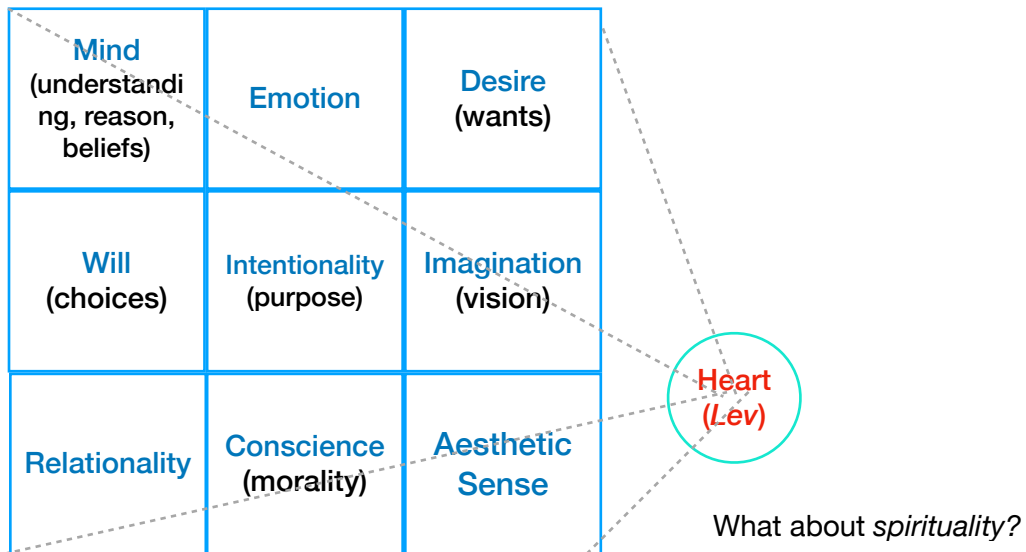 Mind
(understandi
ng, reason,
beliefs)
Emotion
Desire
(wants)
Will
(choices)
Intentionality
(purpose)
Imagination
(vision)
Heart
(Lev)
Relationality
Conscience
(morality)
Aesthetic
Sense
What about spirituality?